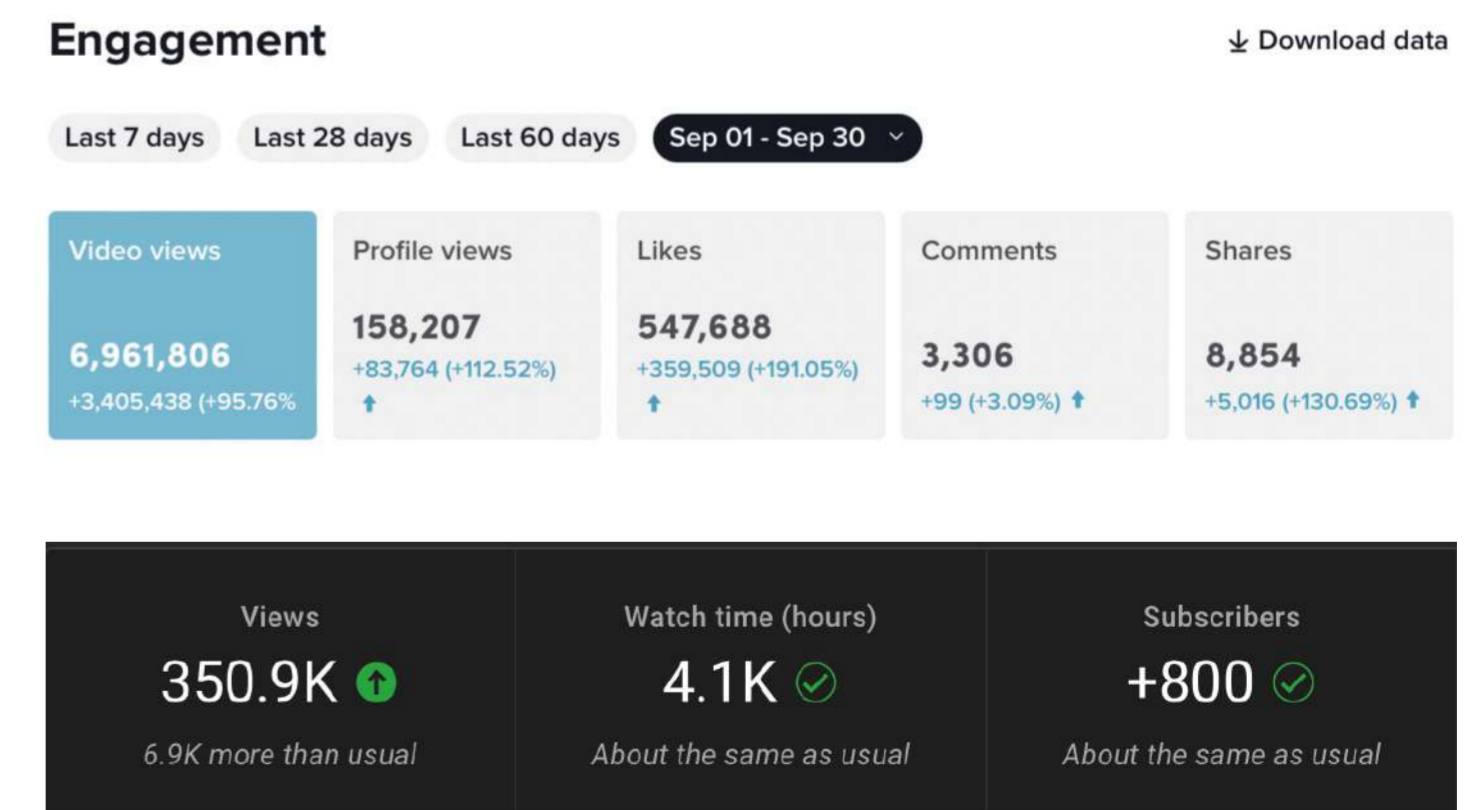 Engagement
Download data
Last 7 days Last 28 days Last 60 days Sep 01 - Sep 30
Video views
6,961,806
+3,405,438 (+95.76%
Profile views
158,207
+83,764 (+112.52%)
Likes
547,688
+359,509 (+191.05%)
Comments
3,306
+99 (+3.09%)
Shares
8,854
+5,016 (+130.69%)
Views
350.9K
6.9K more than usual
Watch time (hours)
4.1K
About the same as usual
Subscribers
+800
About the same as usual